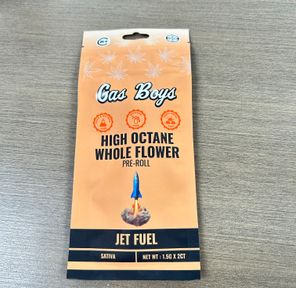 Gas Boys
HIGH OCTANE
WHOLE FLOWER
PRE-ROLL
JET FUEL
SATIVA
NET WT : 1.5G X 2CT